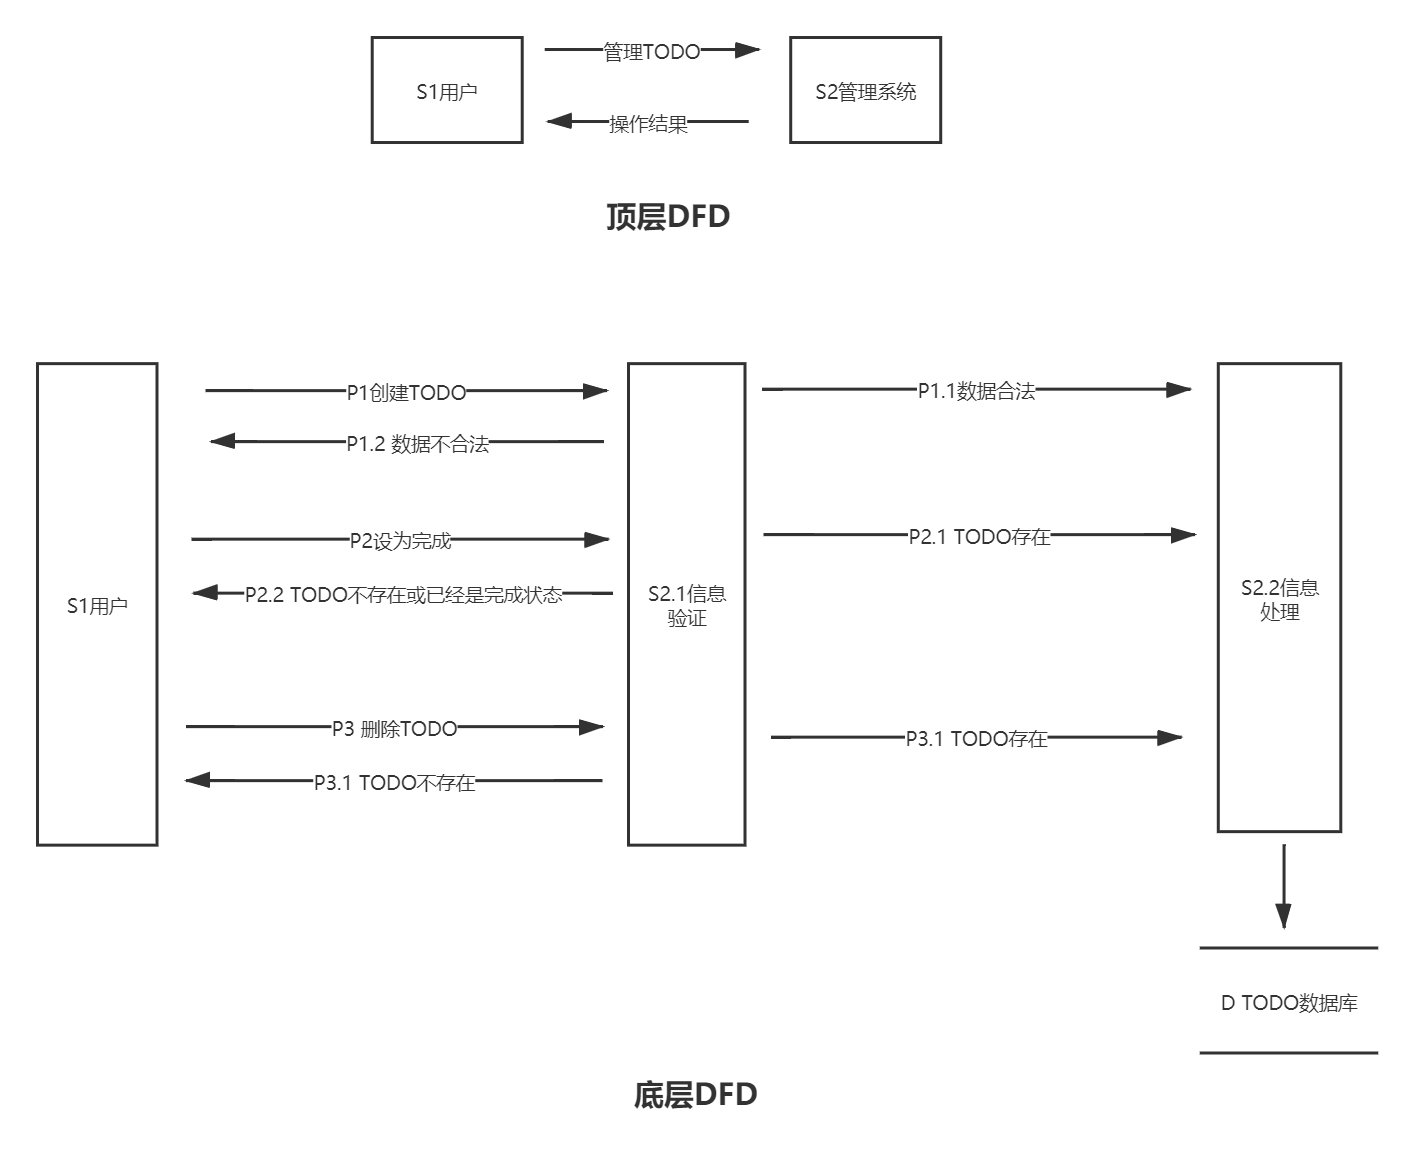 管理TODO
S1用户
S2管理系统
操作结果
顶层DFD
P1创建TODO
P1.1数据合法
P1.2 数据不合法
P2设为完成
P2.1 TODO存在
P2.2 TODO不存在或已经是完成状态
S1用户
S2.1信息
验证
S2.2信息
处理
P3 删除TODO
P3.1 TODO存在
P3.1 TODO不存在
D TODO数据库
底层DFD